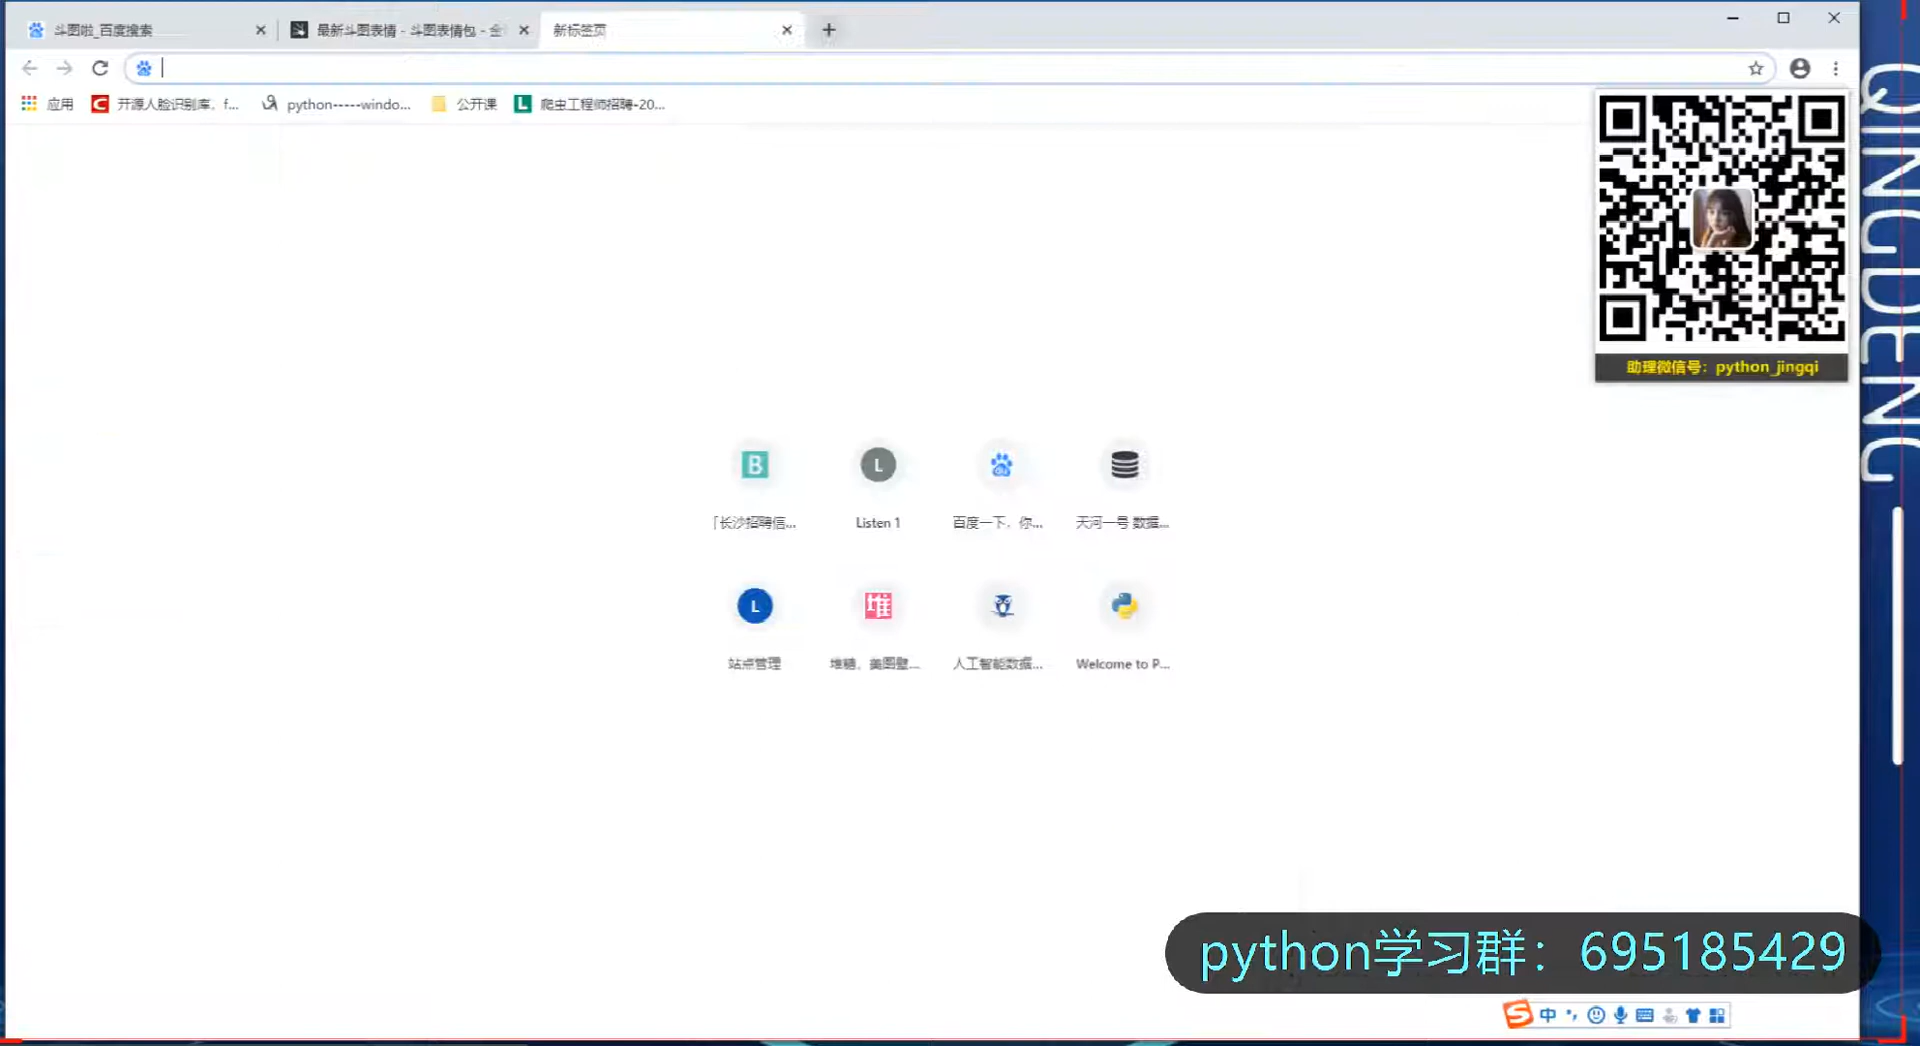 斗图啦_百度搜索
最新斗图表情 - 斗图表情包 - 金
新标签页
应用
开源人脸识别库，f...
python-----windo...
公开课
爬虫工程师招聘-20...
QINGDENG
助理微信号：python_jingqi
B
L
「长沙招聘信...
Listen 1
百度一下，你...
天河一号 数据...
L
堆
站点管理
堆糖，美图壁...
人工智能数据...
Welcome to P...
python学习群：695185429
中